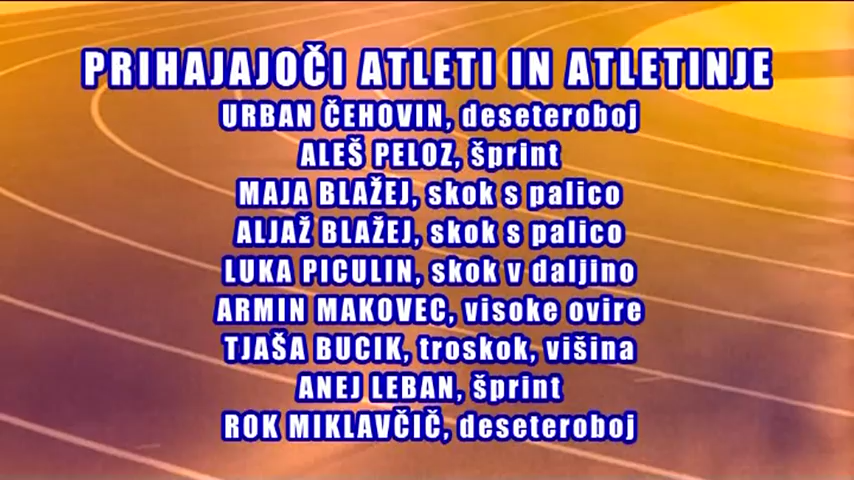 PRIHAJAJOČI ATLETI IN ATLETINJE
URBAN ČEHOVIN, deseteroboj
ALEŠ PELOZ, šprint
MAJA BLAŽEJ, skok s palico
ALJAŽ BLAŽEJ, skok s palico
LUKA PICULIN, skok v daljino
ARMIN MAKOVEC, visoke ovire
TJAŠA BUCIK, troskok, višina
ANEJ LEBAN, šprint
ROK MIKLAVČIČ, deseteroboj